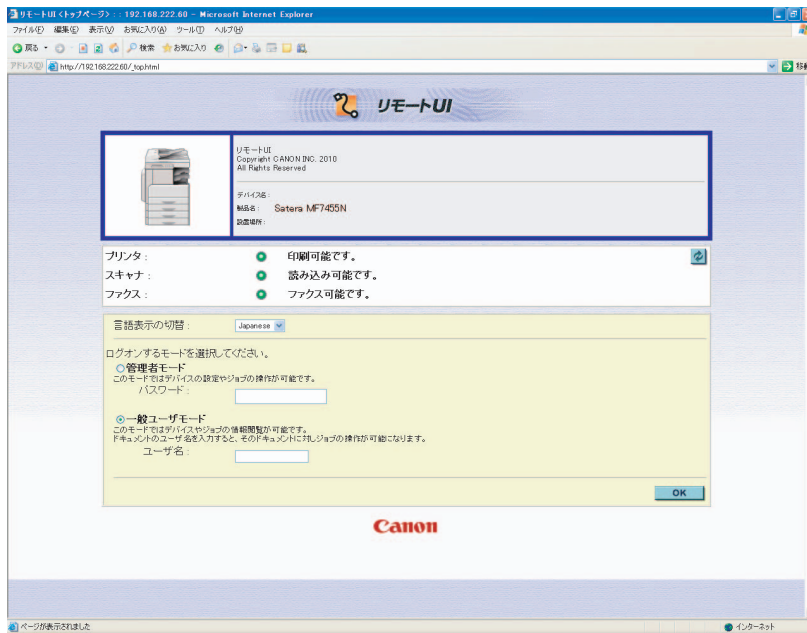 リモートUI <トップページ> : : 192.168.222.60 - Microsoft Internet Explorer
ファイル(F) 編集(E) 表示(V) お気に入り(A) ツール(T) ヘルプ(H)
戻る 検索 お気に入り
アドレス(D) http://192.168.222.60/_top.html 移動
リモートUI
リモートUI
Copyright CANON INC. 2010
All Rights Reserved
デバイス名 :
製品名 : Satera MF7455N
設置場所 :
プリンタ : 印刷可能です。
スキャナ : 読み込み可能です。
ファクス : ファクス可能です。
言語表示の切替 : Japanese
ログオンするモードを選択してください。
管理者モード
このモードではデバイスの設定やジョブの操作が可能です。
パスワード :
一般ユーザモード
このモードではデバイスやジョブの情報閲覧が可能です。
ドキュメントのユーザ名を入力すると、そのドキュメントに対しジョブの操作が可能になります。
ユーザ名 :
OK
Canon
ページが表示されました インターネット